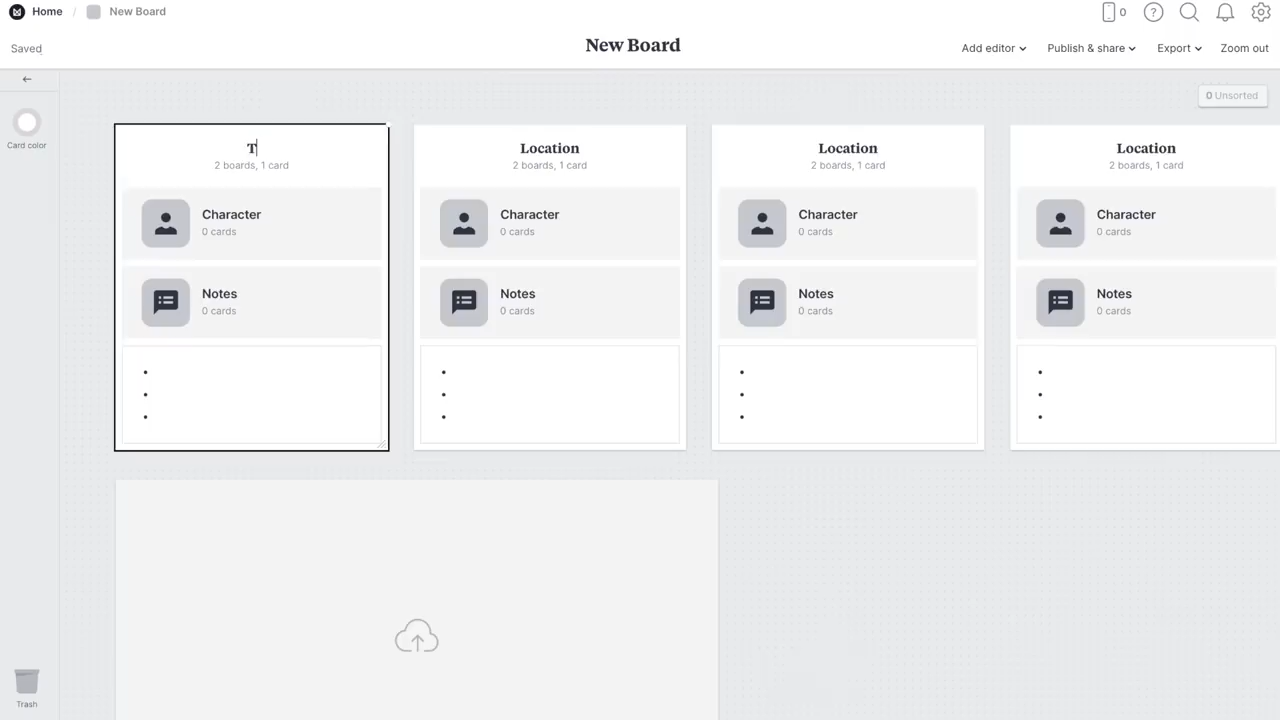 Home / New Board
0
Saved
New Board
Add editor
Publish & share
Export
Zoom out
0 Unsorted
Card color
T
2 boards, 1 card
Character
0 cards
Notes
0 cards
Location
2 boards, 1 card
Character
0 cards
Notes
0 cards
Location
2 boards, 1 card
Character
0 cards
Notes
0 cards
Location
2 boards, 1 card
Character
0 cards
Notes
0 cards
Trash